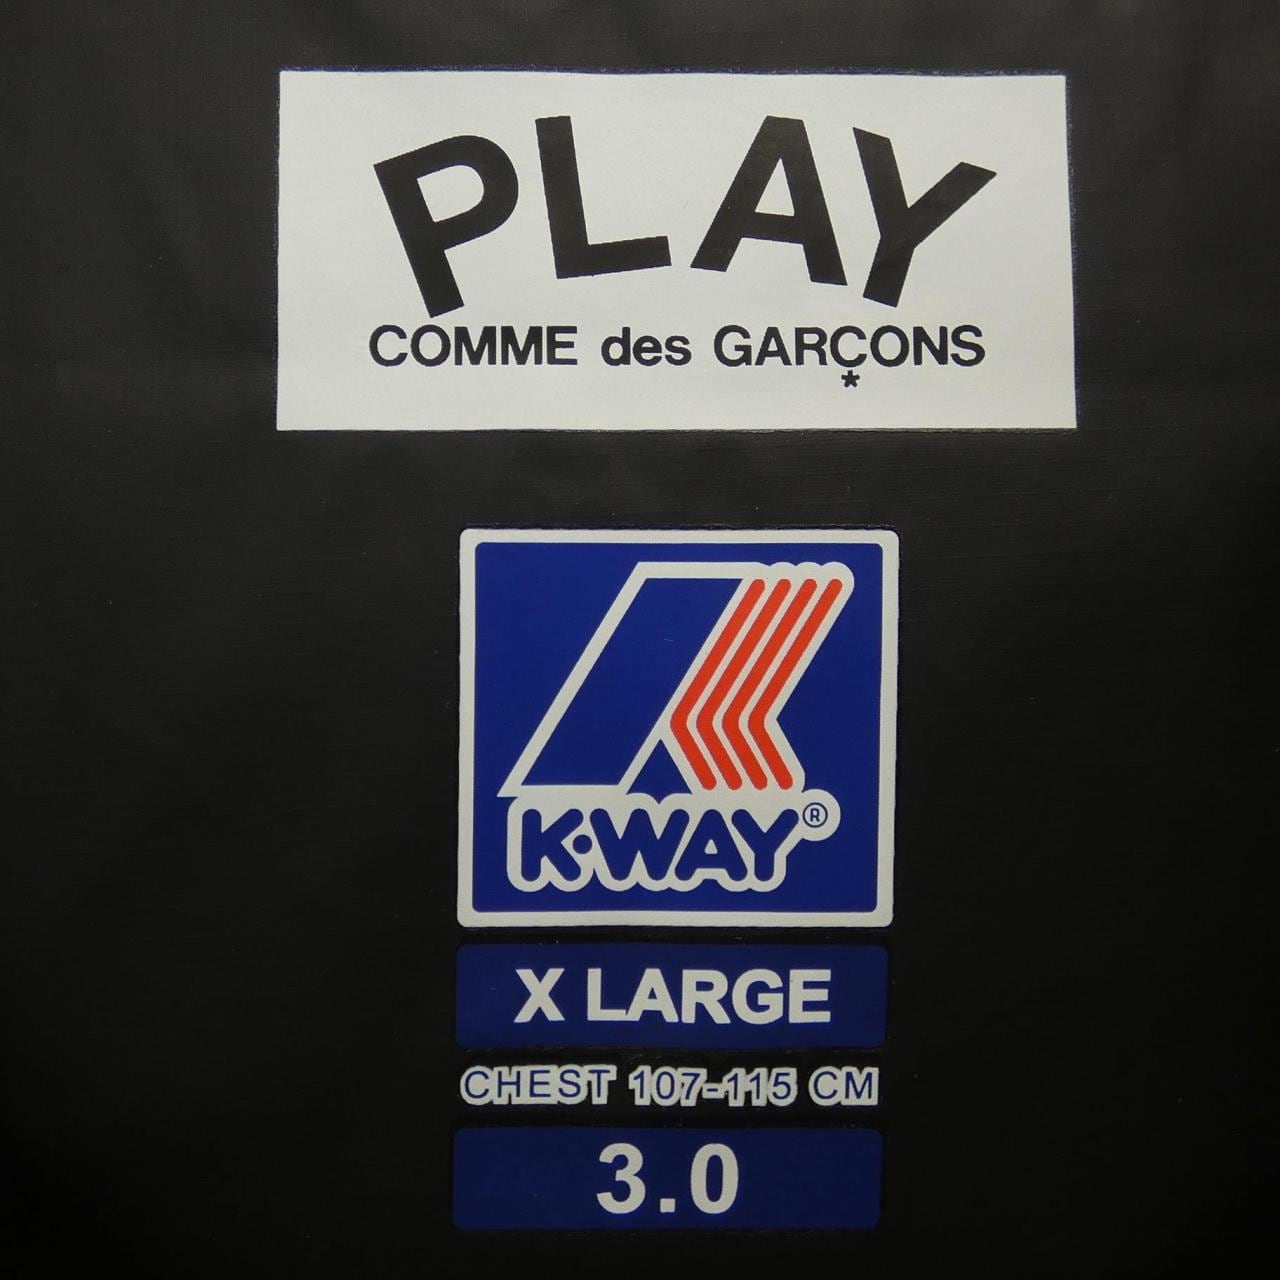 PLAY
COMME des GARÇONS
*
K·WAY®
X LARGE
CHEST 107-115 CM
3.0